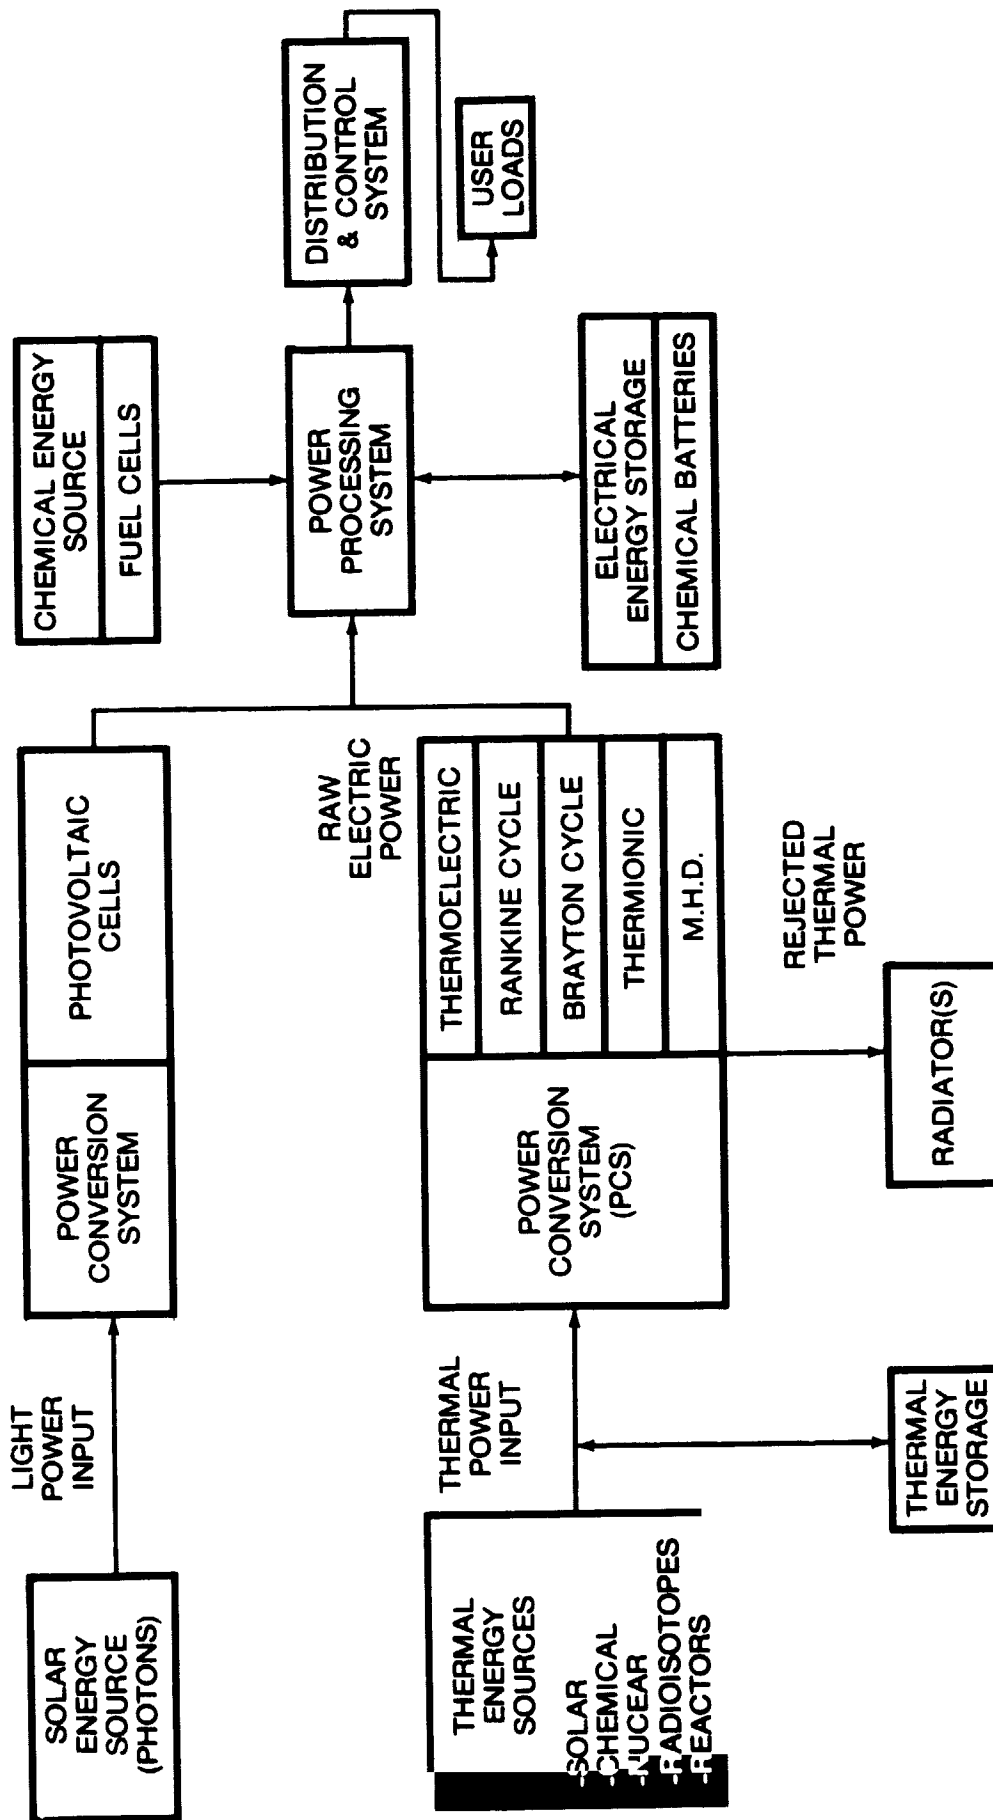 SOLAR
ENERGY
SOURCE
(PHOTONS)
LIGHT
POWER
INPUT
POWER
CONVERSION
SYSTEM
PHOTOVOLTAIC
CELLS
CHEMICAL ENERGY
SOURCE
FUEL CELLS
RAW
ELECTRIC
POWER
POWER
PROCESSING
SYSTEM
DISTRIBUTION
& CONTROL
SYSTEM
USER
LOADS
THERMAL
ENERGY
SOURCES
-SOLAR
-CHEMICAL
-NUCEAR
-RADIOISOTOPES
-REACTORS
THERMAL
POWER
INPUT
POWER
CONVERSION
SYSTEM
(PCS)
THERMOELECTRIC
RANKINE CYCLE
BRAYTON CYCLE
THERMIONIC
M.H.D.
ELECTRICAL
ENERGY STORAGE
CHEMICAL BATTERIES
THERMAL
ENERGY
STORAGE
RADIATOR(S)
REJECTED
THERMAL
POWER